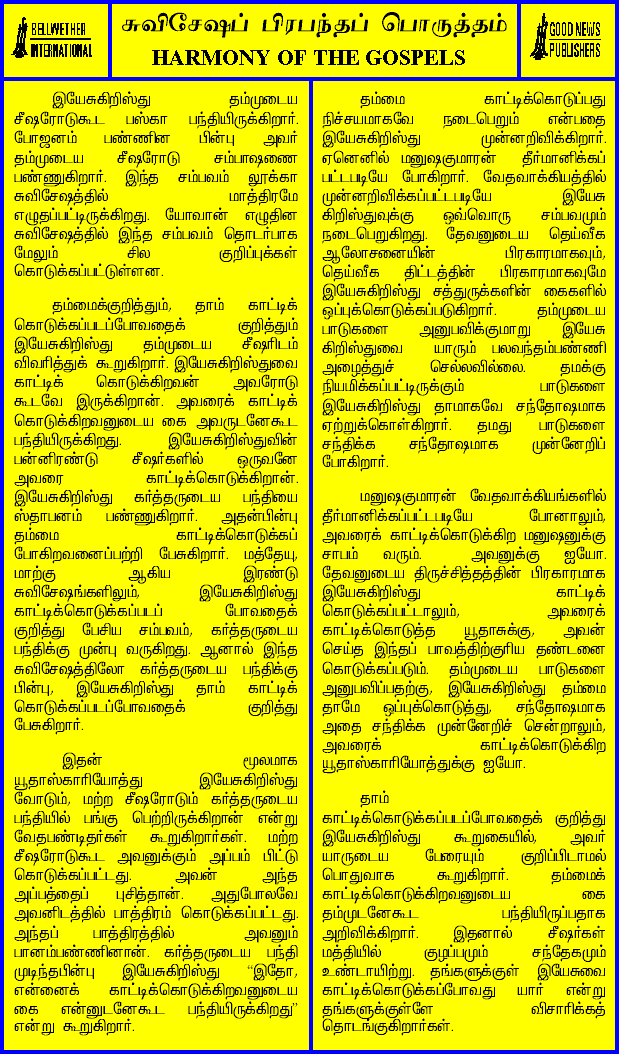 BELLWETHER
INTERNATIONAL
சுவிசேஷப் பிரபந்தப் பொருத்தம்
HARMONY OF THE GOSPELS
GOOD NEWS
PUBLISHERS
இயேசுகிறிஸ்து தம்முடைய
சீஷரோடுகூட பஸ்கா பந்தியிருக்கிறார்.
போஜனம் பண்ணின பின்பு அவர்
தம்முடைய சீஷரோடு சம்பாஷணை
பண்ணுகிறார். இந்த சம்பவம் லூக்கா
சுவிசேஷத்தில் மாத்திரமே
எழுதப்பட்டிருக்கிறது. யோவான் எழுதின
சுவிசேஷத்தில் இந்த சம்பவம் தொடர்பாக
மேலும் சில குறிப்புக்கள்
கொடுக்கப்பட்டுள்ளன.
தம்மைக்குறித்தும், தாம் காட்டிக்
கொடுக்கப்படப்போவதைக் குறித்தும்
இயேசுகிறிஸ்து தம்முடைய சீஷரிடம்
விவரித்துக் கூறுகிறார். இயேசுகிறிஸ்துவை
காட்டிக் கொடுக்கிறவன் அவரோடு
கூடவே இருக்கிறான். அவரைக் காட்டிக்
கொடுக்கிறவனுடைய கை அவருடனேகூட
பந்தியிருக்கிறது. இயேசுகிறிஸ்துவின்
பன்னிரண்டு சீஷர்களில் ஒருவனே
அவரை காட்டிக்கொடுக்கிறான்.
இயேசுகிறிஸ்து கர்த்தருடைய பந்தியை
ஸ்தாபனம் பண்ணுகிறார். அதன்பின்பு
தம்மை காட்டிக்கொடுக்கப்
போகிறவனைப்பற்றி பேசுகிறார். மத்தேயு,
மாற்கு ஆகிய இரண்டு
சுவிசேஷங்களிலும், இயேசுகிறிஸ்து
காட்டிக்கொடுக்கப்படப் போவதைக்
குறித்து பேசிய சம்பவம், கர்த்தருடைய
பந்திக்கு முன்பு வருகிறது. ஆனால் இந்த
சுவிசேஷத்திலோ கர்த்தருடைய பந்திக்கு
பின்பு, இயேசுகிறிஸ்து தாம் காட்டிக்
கொடுக்கப்படப்போவதைக் குறித்து
பேசுகிறார்.
இதன் மூலமாக
யூதாஸ்காரியோத்து இயேசுகிறிஸ்து
வோடும், மற்ற சீஷரோடும் கர்த்தருடைய
பந்தியில் பங்கு பெற்றிருக்கிறான் என்று
வேதபண்டிதர்கள் கூறுகிறார்கள். மற்ற
சீஷரோடுகூட அவனுக்கும் அப்பம் பிட்டு
கொடுக்கப்பட்டது. அவன் அந்த
அப்பத்தைப் புசித்தான். அதுபோலவே
அவனிடத்தில் பாத்திரம் கொடுக்கப்பட்டது.
அந்தப் பாத்திரத்தில் அவனும்
பானம்பண்ணினான். கர்த்தருடைய பந்தி
முடிந்தபின்பு இயேசுகிறிஸ்து "இதோ,
என்னைக் காட்டிக்கொடுக்கிறவனுடைய
கை என்னுடனேகூட பந்தியிருக்கிறது"
என்று கூறுகிறார்.
தம்மை காட்டிக்கொடுப்பது
நிச்சயமாகவே நடைபெறும் என்பதை
இயேசுகிறிஸ்து முன்னறிவிக்கிறார்.
ஏனெனில் மனுஷகுமாரன் தீர்மானிக்கப்
பட்டபடியே போகிறார். வேதவாக்கியத்தில்
முன்னறிவிக்கப்பட்டபடியே இயேசு
கிறிஸ்துவுக்கு ஒவ்வொரு சம்பவமும்
நடைபெறுகிறது. தேவனுடைய தெய்வீக
ஆலோசனையின் பிரகாரமாகவும்,
தெய்வீக திட்டத்தின் பிரகாரமாகவுமே
இயேசுகிறிஸ்து சத்துருக்களின் கைகளில்
ஒப்புக்கொடுக்கப்படுகிறார். தம்முடைய
பாடுகளை அனுபவிக்குமாறு இயேசு
கிறிஸ்துவை யாரும் பலவந்தம்பண்ணி
அழைத்துச் செல்லவில்லை. தமக்கு
நியமிக்கப்பட்டிருக்கும் பாடுகளை
இயேசுகிறிஸ்து தாமாகவே சந்தோஷமாக
ஏற்றுக்கொள்கிறார். தமது பாடுகளை
சந்திக்க சந்தோஷமாக முன்னேறிப்
போகிறார்.
மனுஷகுமாரன் வேதவாக்கியங்களில்
தீர்மானிக்கப்பட்டபடியே போனாலும்,
அவரைக் காட்டிக்கொடுக்கிற மனுஷனுக்கு
சாபம் வரும். அவனுக்கு ஐயோ.
தேவனுடைய திருச்சித்தத்தின் பிரகாரமாக
இயேசுகிறிஸ்து காட்டிக்
கொடுக்கப்பட்டாலும், அவரைக்
காட்டிக்கொடுத்த யூதாசுக்கு, அவன்
செய்த இந்தப் பாவத்திற்குரிய தண்டனை
கொடுக்கப்படும். தம்முடைய பாடுகளை
அனுபவிப்பதற்கு, இயேசுகிறிஸ்து தம்மை
தாமே ஒப்புக்கொடுத்து, சந்தோஷமாக
அதை சந்திக்க முன்னேறிச் சென்றாலும்,
அவரைக் காட்டிக்கொடுக்கிற
யூதாஸ்காரியோத்துக்கு ஐயோ.
தாம்
காட்டிக்கொடுக்கப்படப்போவதைக் குறித்து
இயேசுகிறிஸ்து கூறுகையில், அவர்
யாருடைய பேரையும் குறிப்பிடாமல்
பொதுவாக கூறுகிறார். தம்மைக்
காட்டிக்கொடுக்கிறவனுடைய கை
தம்முடனேகூட பந்தியிருப்பதாக
அறிவிக்கிறார். இதனால் சீஷர்கள்
மத்தியில் குழப்பமும் சந்தேகமும்
உண்டாயிற்று. தங்களுக்குள் இயேசுவை
காட்டிக்கொடுக்கப்போவது யார் என்று
தங்களுக்குள்ளே விசாரிக்கத்
தொடங்குகிறார்கள்.